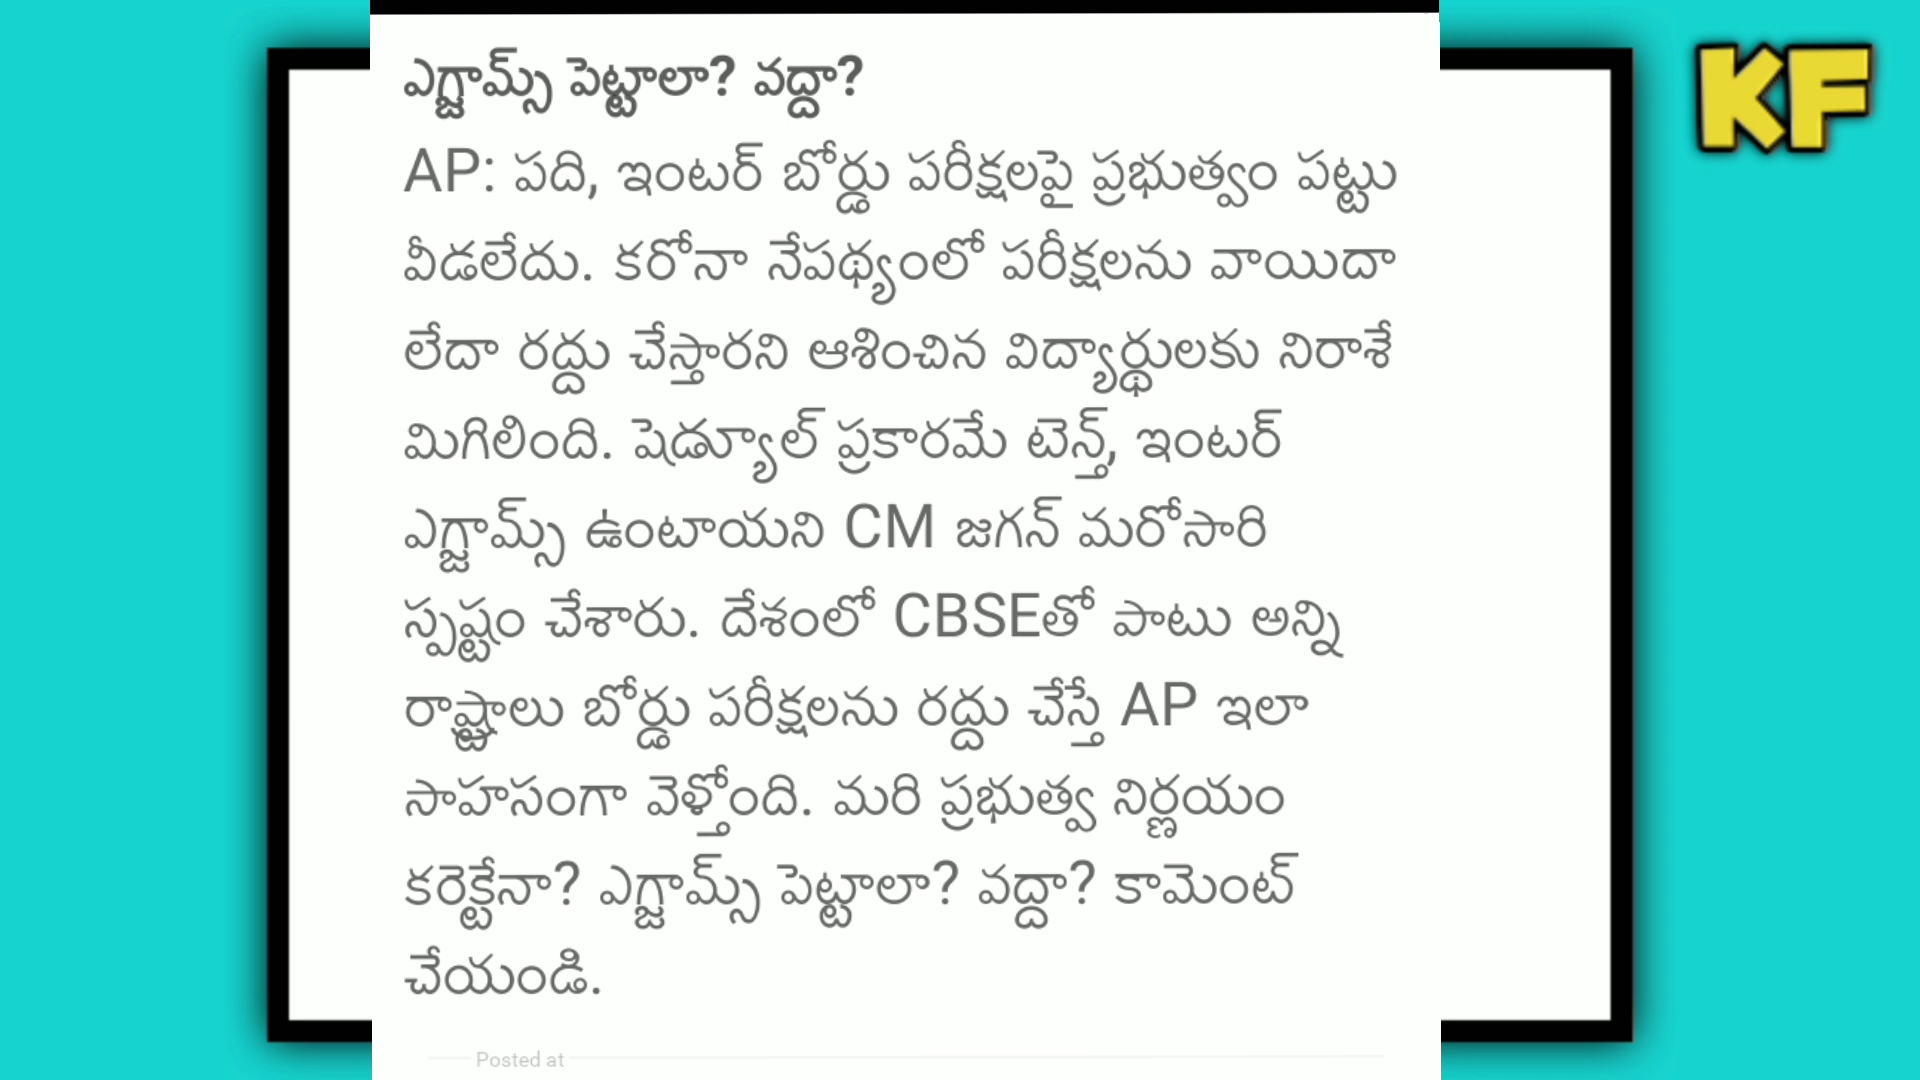 ఎగ్జామ్స్ పెట్టాలా? వద్దా?
KF
AP: పది, ఇంటర్ బోర్డు పరీక్షలపై ప్రభుత్వం పట్టు
వీడలేదు. కరోనా నేపథ్యంలో పరీక్షలను వాయిదా
లేదా రద్దు చేస్తారని ఆశించిన విద్యార్థులకు నిరాశే
మిగిలింది. షెడ్యూల్ ప్రకారమే టెన్త్, ఇంటర్
ఎగ్జామ్స్ ఉంటాయని CM జగన్ మరోసారి
స్పష్టం చేశారు. దేశంలో CBSEతో పాటు అన్ని
రాష్ట్రాలు బోర్డు పరీక్షలను రద్దు చేస్తే AP ఇలా
సాహసంగా వెళ్తోంది. మరి ప్రభుత్వ నిర్ణయం
కరెక్టేనా? ఎగ్జామ్స్ పెట్టాలా? వద్దా? కామెంట్
చేయండి.
Posted at